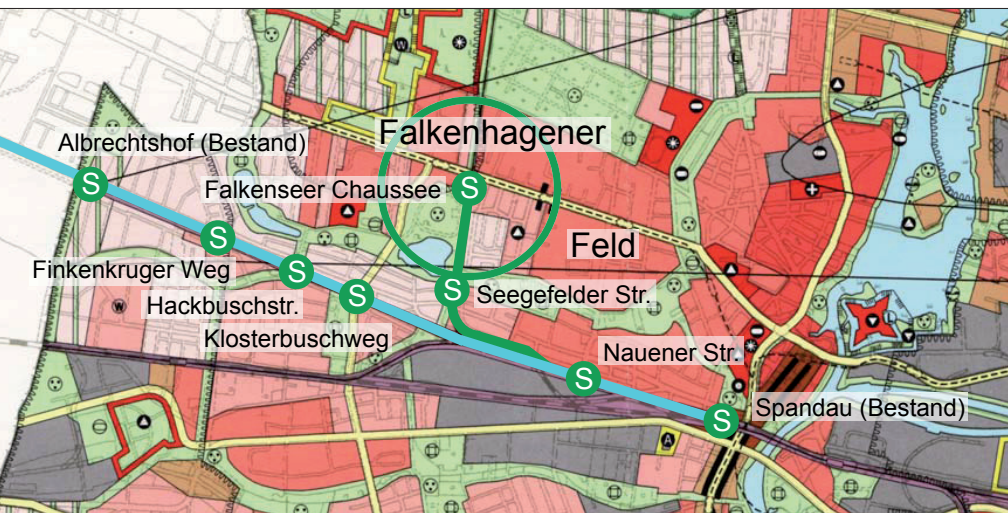 Falkenhagener
Albrechtshof (Bestand)
S
Falkenseer Chaussee
S
S
Feld
Finkenkruger Weg
S
Hackbuschstr.
S
S
Seegefelder Str.
Klosterbuschweg
Nauener Str.
S
S
Spandau (Bestand)
W
W
A
L